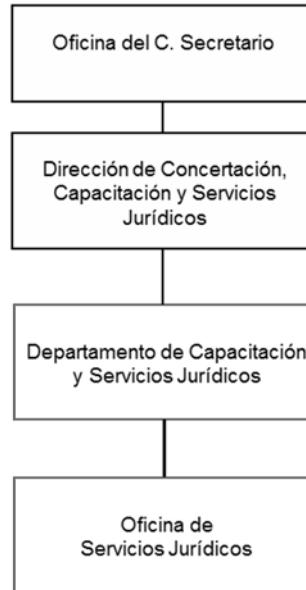 Oficina del C. Secretario
Dirección de Concertación,
Capacitación y Servicios
Jurídicos
Departamento de Capacitación
y Servicios Jurídicos
Oficina de
Servicios Jurídicos